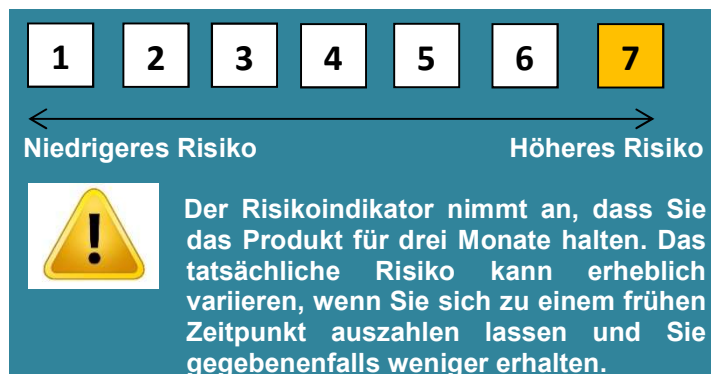 1 2 3 4 5 6 7
Niedrigeres Risiko Höheres Risiko
Der Risikoindikator nimmt an, dass Sie
das Produkt für drei Monate halten. Das
tatsächliche Risiko kann erheblich
variieren, wenn Sie sich zu einem frühen
Zeitpunkt auszahlen lassen und Sie
gegebenenfalls weniger erhalten.